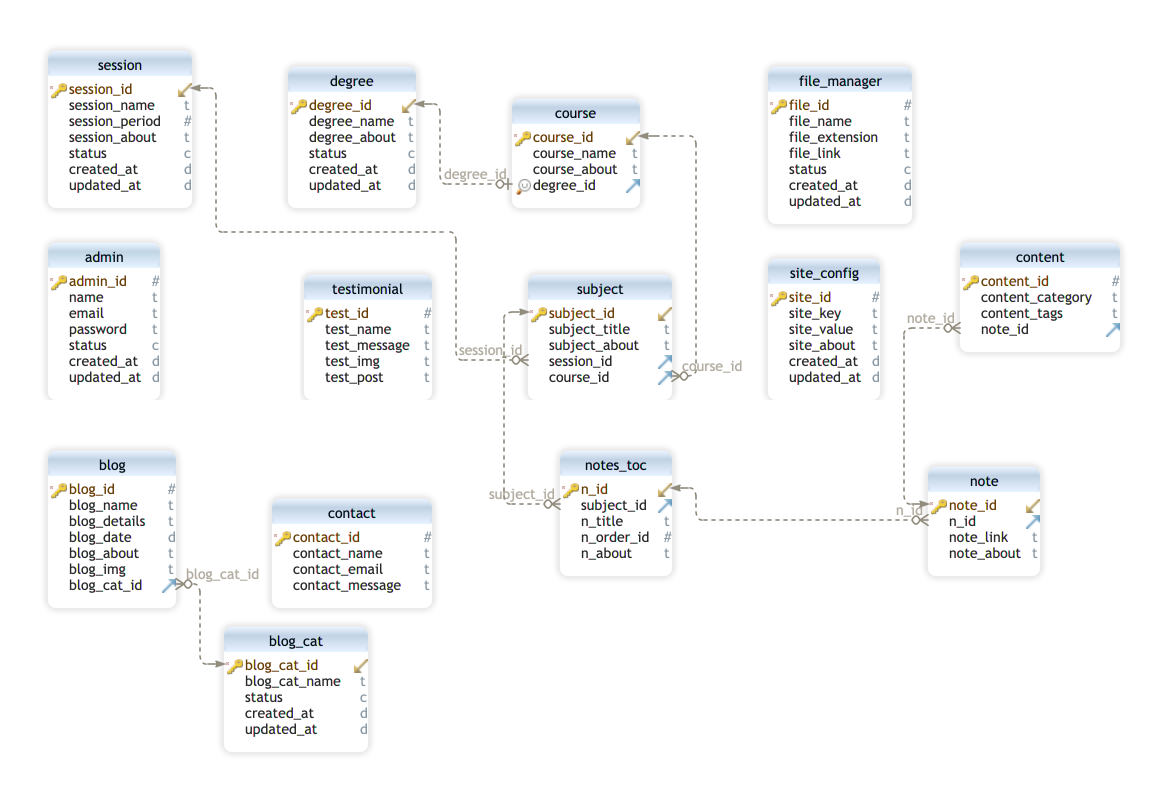 session
session_id
session_name t
session_period #
session_about t
status c
created_at d
updated_at d
degree
degree_id
degree_name t
degree_about t
status c
created_at d
updated_at d
degree_id
course
course_id
course_name t
course_about t
degree_id
file_manager
file_id #
file_name t
file_extension t
file_link t
status c
created_at d
updated_at d
admin
admin_id #
name t
email t
password t
status c
created_at d
updated_at d
testimonial
test_id #
test_name t
test_message t
test_img t
test_post t
session_id
subject
subject_id
subject_title t
subject_about t
session_id
course_id
course_id
site_config
site_id #
site_key t
site_value t
site_about t
created_at d
updated_at d
note_id
content
content_id #
content_category t
content_tags t
note_id
blog
blog_id #
blog_name t
blog_details t
blog_date d
blog_about t
blog_img t
blog_cat_id
blog_cat_id
contact
contact_id #
contact_name t
contact_email t
contact_message t
subject_id
notes_toc
n_id
subject_id
n_title t
n_order_id #
n_about t
n_id
note
note_id
n_id
note_link t
note_about t
blog_cat
blog_cat_id
blog_cat_name t
status c
created_at d
updated_at d